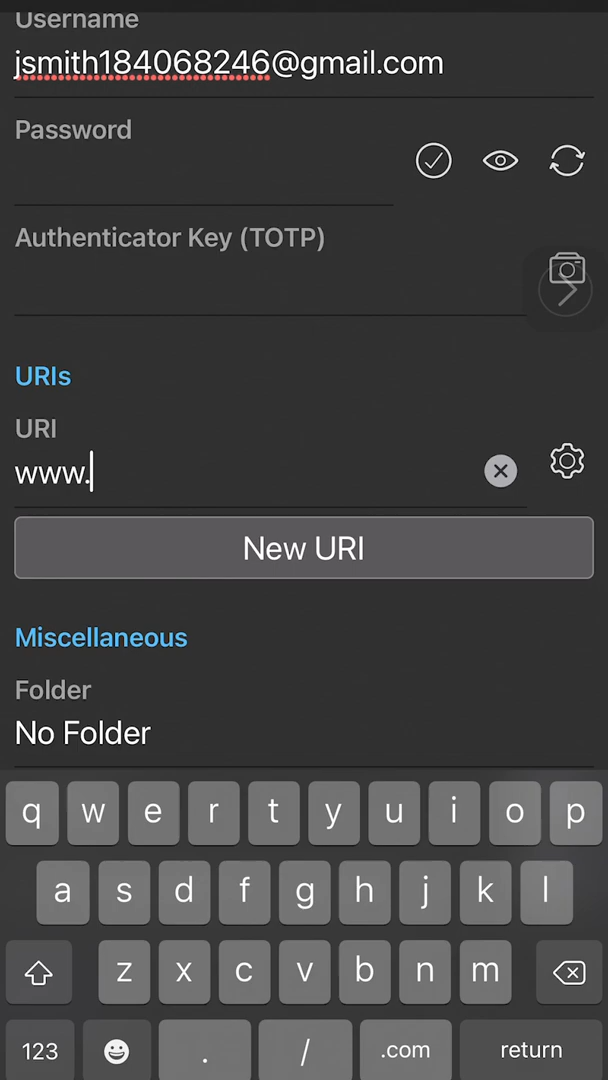 Username
jsmith184068246@gmail.com
Password
Authenticator Key (TOTP)
URIs
URI
www.
New URI
Miscellaneous
Folder
No Folder
q w e r t y u i o p
a s d f g h j k l
z x c v b n m
123 . / .com return